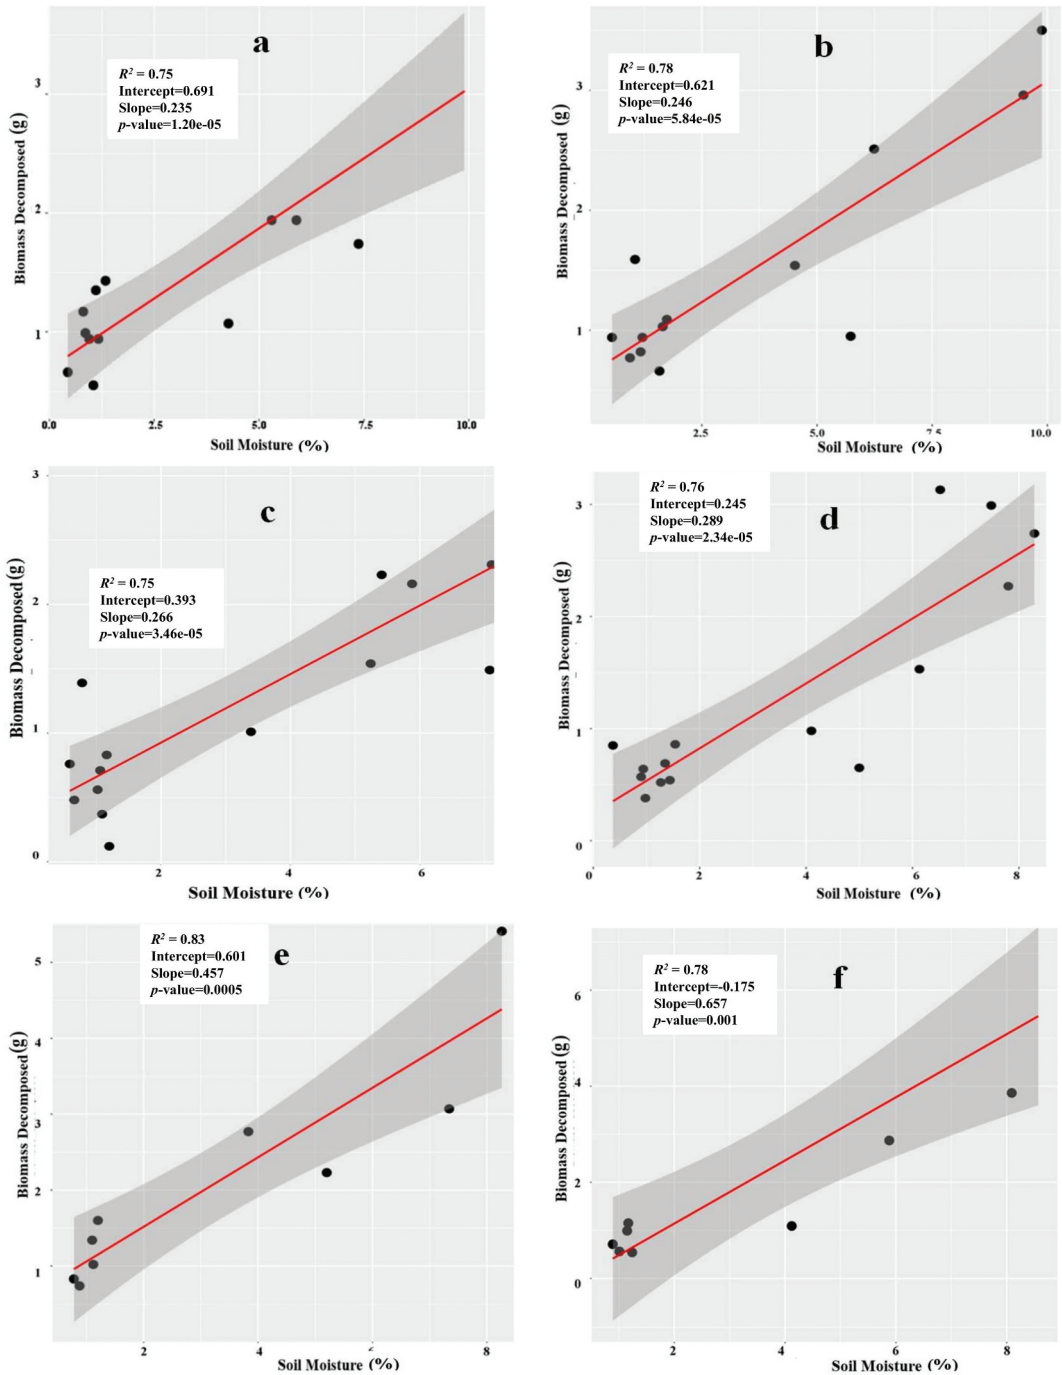 a
R² = 0.75
Intercept=0.691
Slope=0.235
p-value=1.20e-05
Biomass Decomposed (g)
3
2
1
0.0 2.5 5.0 7.5 10.0
Soil Moisture (%)
b
R² = 0.78
Intercept=0.621
Slope=0.246
p-value=5.84e-05
Biomass Decomposed (g)
3
2
1
2.5 5.0 7.5 10.0
Soil Moisture (%)
c
R² = 0.75
Intercept=0.393
Slope=0.266
p-value=3.46e-05
Biomass Decomposed(g)
3
2
1
0
2 4 6
Soil Moisture (%)
d
R² = 0.76
Intercept=0.245
Slope=0.289
p-value=2.34e-05
Biomass Decomposed (g)
3
2
1
0
0 2 4 6 8
Soil Moisture (%)
e
R² = 0.83
Intercept=0.601
Slope=0.457
p-value=0.0005
Biomass Decomposed(g)
5
4
3
2
1
2 4 6 8
Soil Moisture (%)
f
R² = 0.78
Intercept=-0.175
Slope=0.657
p-value=0.001
Biomass Decomposed(g)
6
4
2
0
2 4 6 8
Soil Moisture (%)